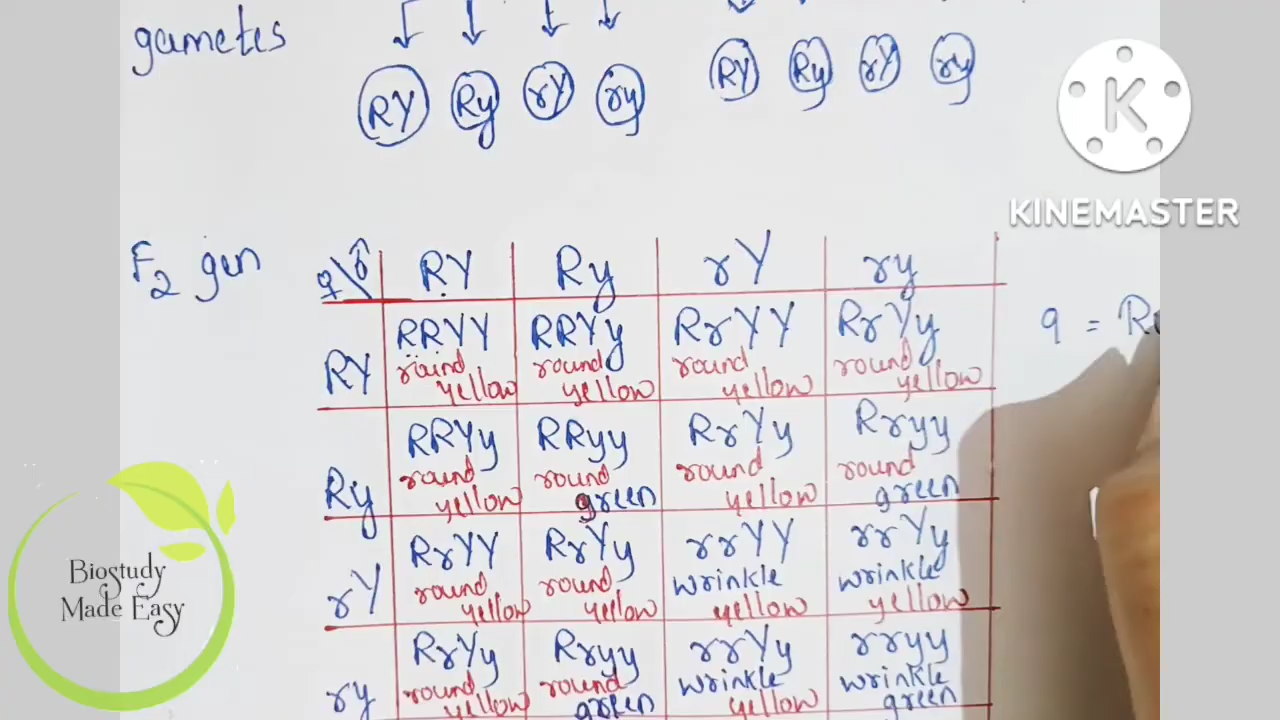 gametes
RY Ry rY ry RY Ry rY ry
KINEMASTER
F2 gen
♀ ♂ RY Ry rY ry
RY RRYY RRYy RrYY RrYy
round round round round
yellow yellow yellow yellow
9 = R
Ry RRYy RRyy RrYy Rryy
round round round round
yellow green yellow green
rY RrYY RrYy rrYY rrYy
round round wrinkle wrinkle
yellow yellow yellow yellow
ry RrYy Rryy rrYy rryy
round round wrinkle wrinkle
yellow green yellow green
Biostudy
Made Easy